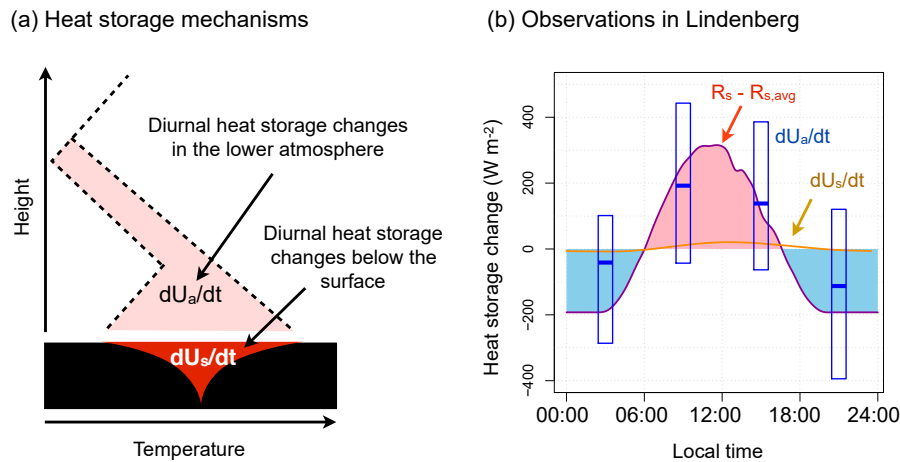 (a) Heat storage mechanisms
Height
Diurnal heat storage changes
in the lower atmosphere
Diurnal heat storage
changes below the
surface
dUa/dt
dUs/dt
Temperature
(b) Observations in Lindenberg
Heat storage change (W m-2)
400
200
0
−200
−400
Rs - Rs,avg
dUa/dt
dUs/dt
00:00 06:00 12:00 18:00 24:00
Local time